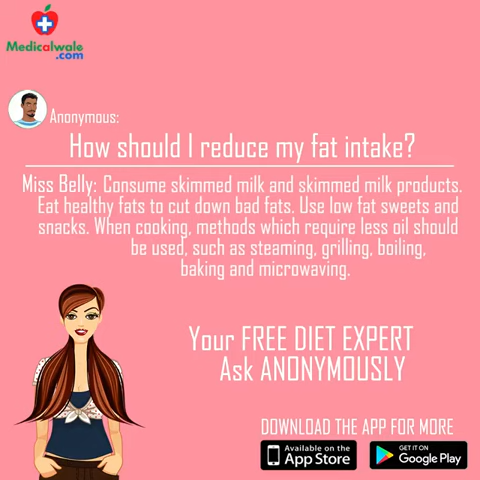 Medicalwale
.com
Anonymous:
How should I reduce my fat intake?
Miss Belly: Consume skimmed milk and skimmed milk products.
Eat healthy fats to cut down bad fats. Use low fat sweets and
snacks. When cooking, methods which require less oil should
be used, such as steaming, grilling, boiling,
baking and microwaving.
Your FREE DIET EXPERT
Ask ANONYMOUSLY
DOWNLOAD THE APP FOR MORE
Available on the
App Store
GET IT ON
Google Play